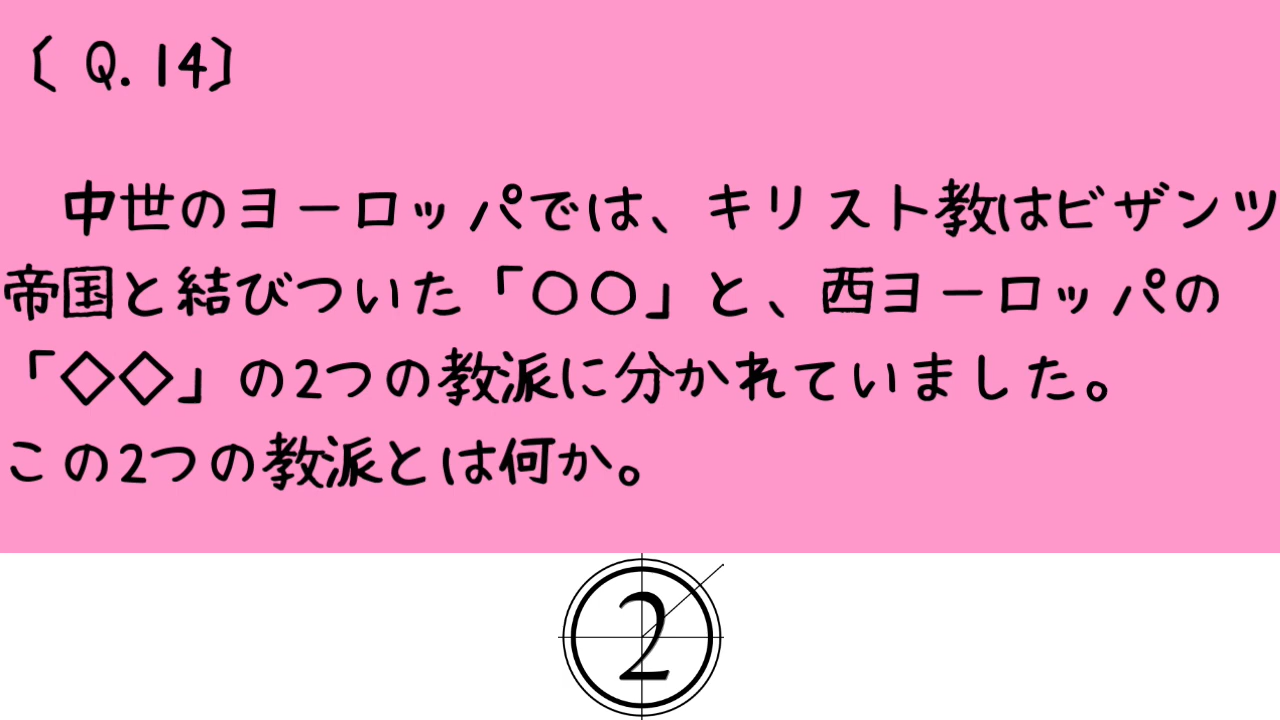 〔 Q.14〕
中世のヨーロッパでは、キリスト教はビザンツ
帝国と結びついた「〇〇」と、西ヨーロッパの
「◇◇」の2つの教派に分かれていました。
この2つの教派とは何か。
2